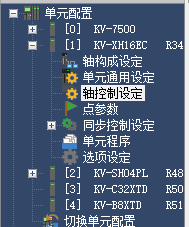 单元配置
[0] KV-7500
[1] KV-XH16EC R34
轴构成设定
单元通用设定
轴控制设定
点参数
同步控制设定
单元程序
选项设定
[2] KV-SH04PL R48
[3] KV-C32XTD R50
[4] KV-B8XTD R51
切换单元配置